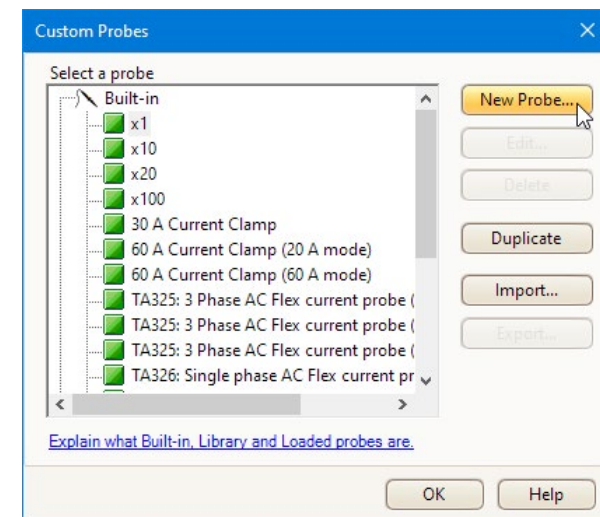 Custom Probes
Select a probe
Built-in
x1
x10
x20
x100
30 A Current Clamp
60 A Current Clamp (20 A mode)
60 A Current Clamp (60 A mode)
TA325: 3 Phase AC Flex current probe (
TA325: 3 Phase AC Flex current probe (
TA325: 3 Phase AC Flex current probe (
TA326: Single phase AC Flex current pr
New Probe...
Edit...
Delete
Duplicate
Import...
Export...
Explain what Built-in, Library and Loaded probes are.
OK
Help